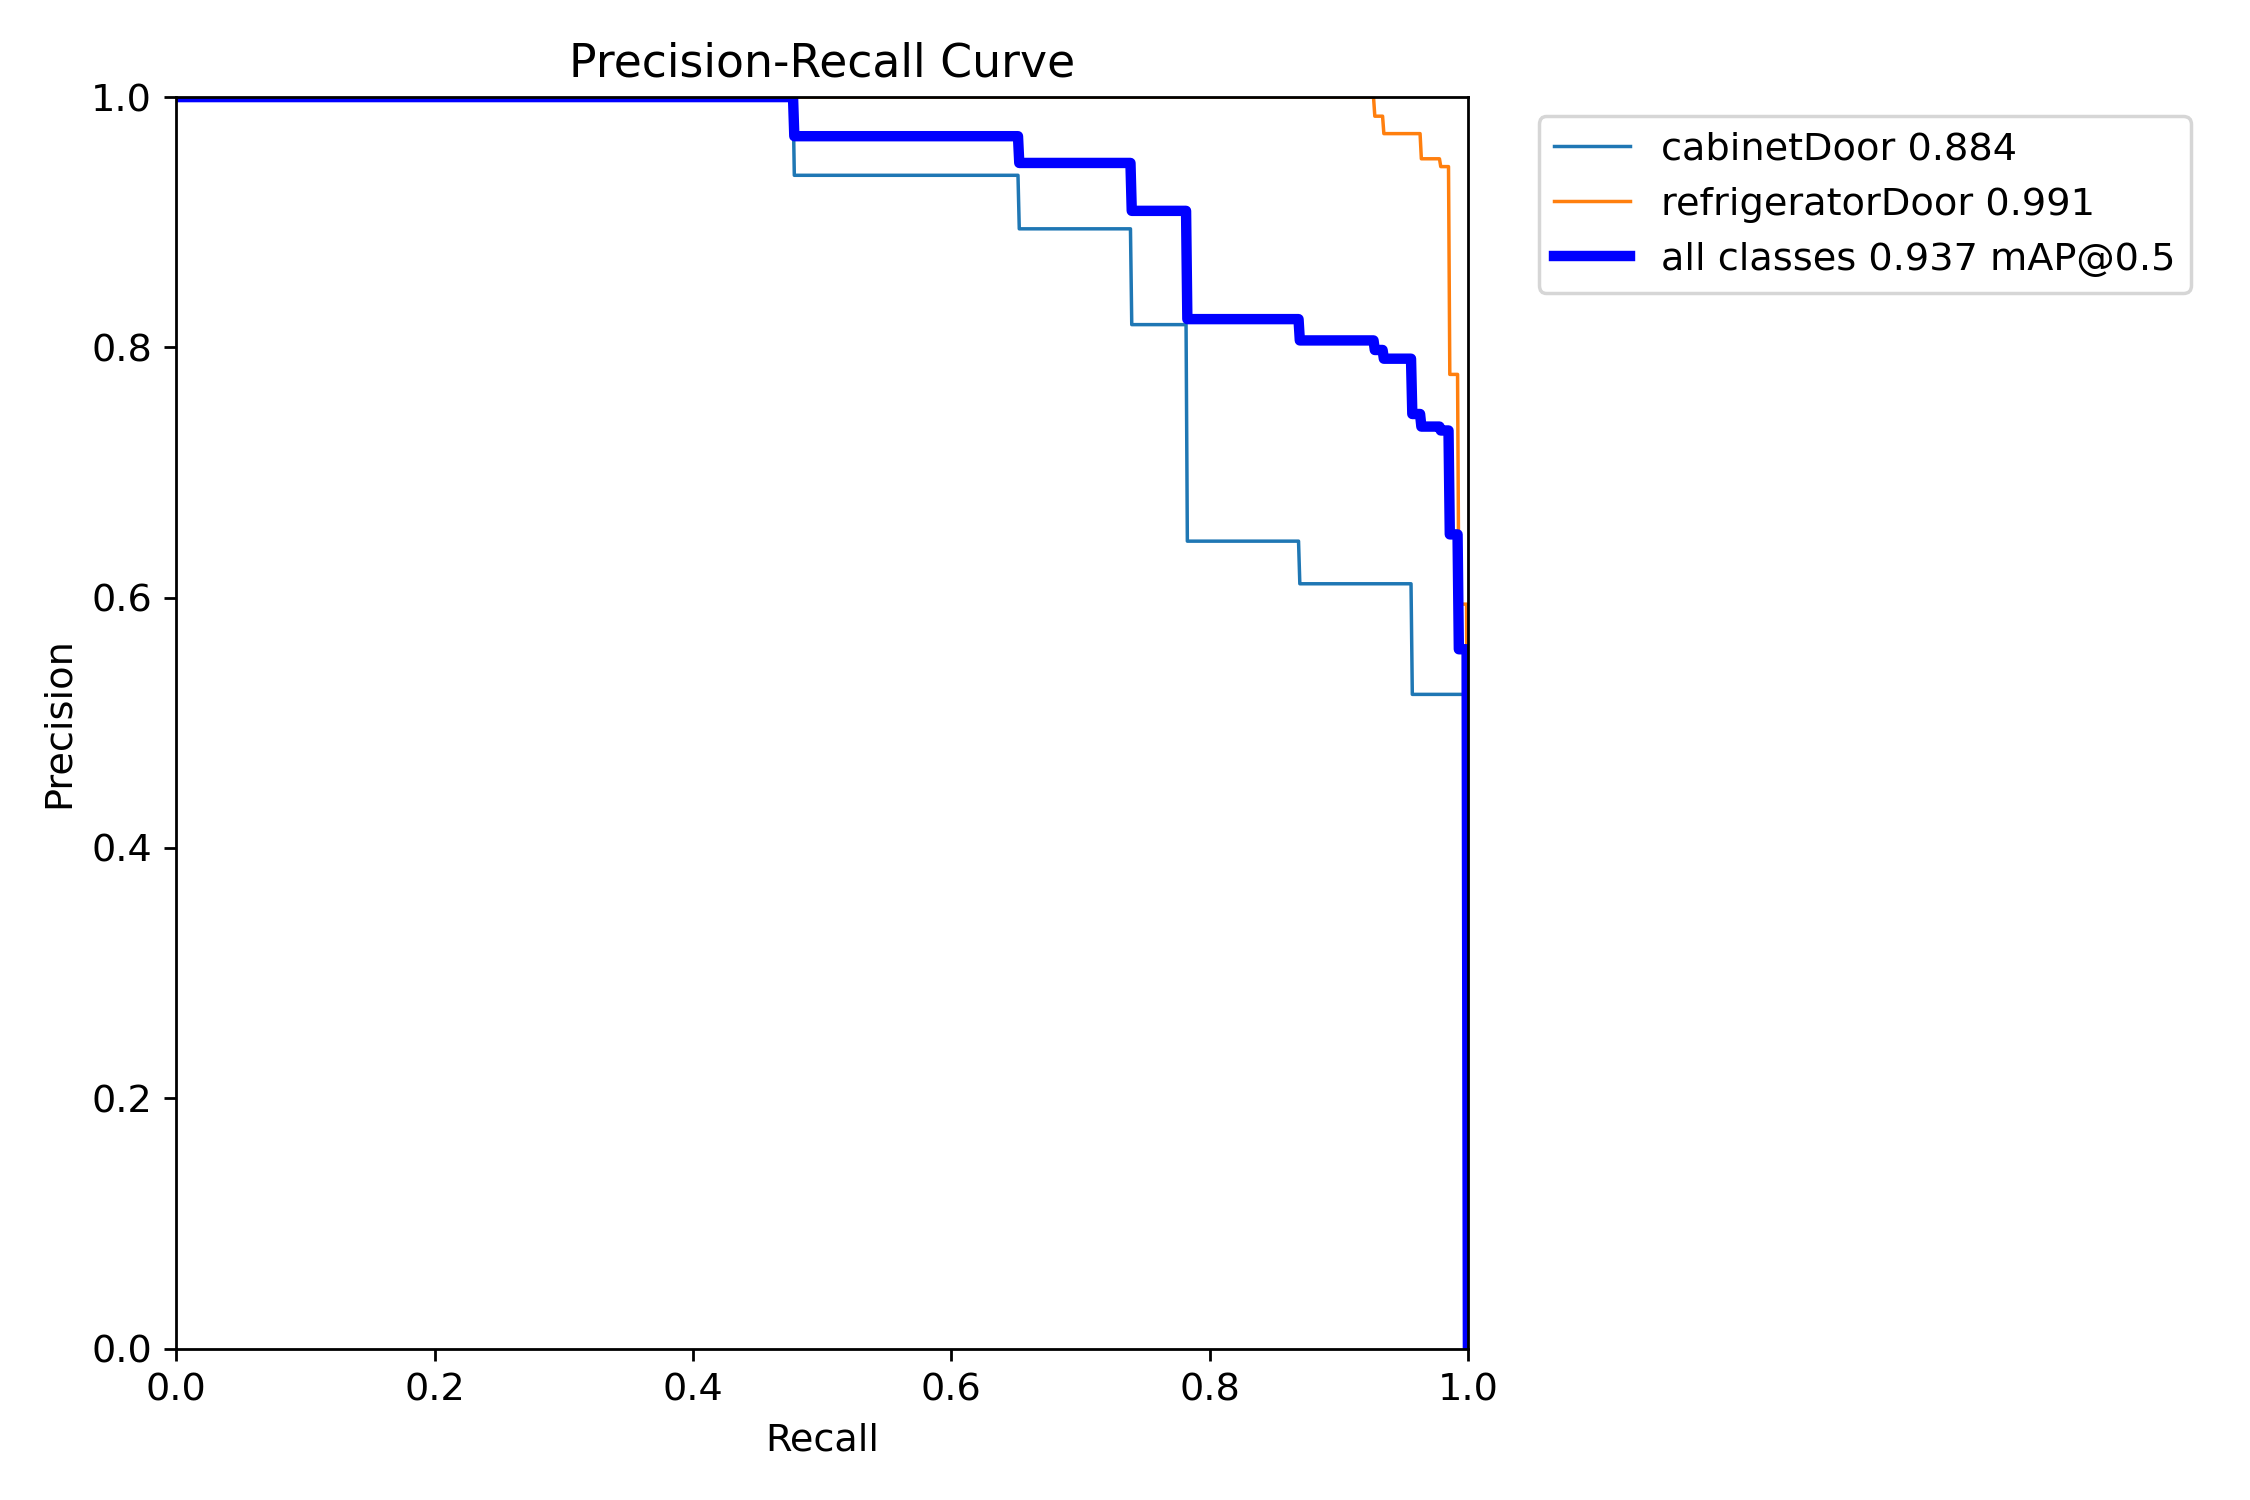 Precision-Recall Curve
1.0
0.8
0.6
0.4
0.2
0.0
Precision
0.0 0.2 0.4 0.6 0.8 1.0
Recall
cabinetDoor 0.884
refrigeratorDoor 0.991
all classes 0.937 mAP@0.5